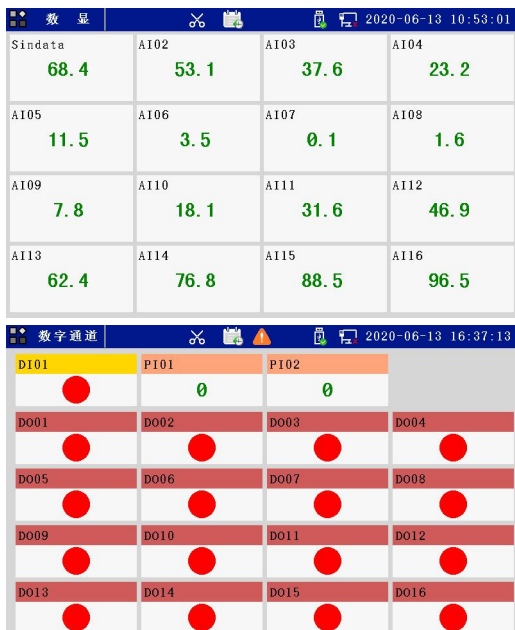 数 显 2020-06-13 10:53:01
Sindata AI02 AI03 AI04
68.4 53.1 37.6 23.2
AI05 AI06 AI07 AI08
11.5 3.5 0.1 1.6
AI09 AI10 AI11 AI12
7.8 18.1 31.6 46.9
AI13 AI14 AI15 AI16
62.4 76.8 88.5 96.5
数字通道 2020-06-13 16:37:13
DI01 PI01 PI02
0 0
DO01 DO02 DO03 DO04
DO05 DO06 DO07 DO08
DO09 DO10 DO11 DO12
DO13 DO14 DO15 DO16